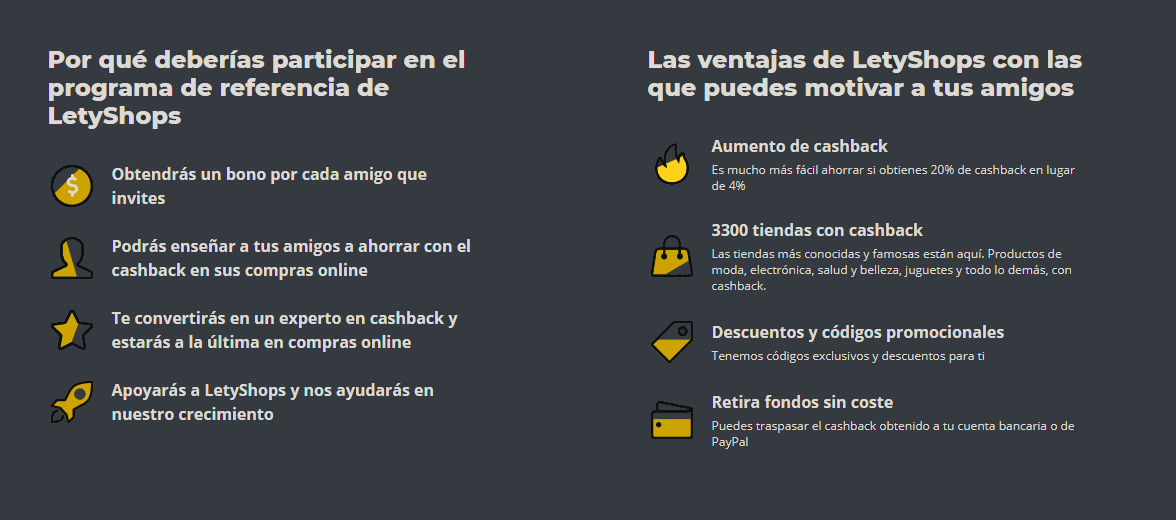 Por qué deberías participar en el
programa de referencia de
LetyShops
Obtendrás un bono por cada amigo que
invites
Podrás enseñar a tus amigos a ahorrar con el
cashback en sus compras online
Te convertirás en un experto en cashback y
estarás a la última en compras online
Apoyarás a LetyShops y nos ayudarás en
nuestro crecimiento
Las ventajas de LetyShops con las
que puedes motivar a tus amigos
Aumento de cashback
Es mucho más fácil ahorrar si obtienes 20% de cashback en lugar
de 4%
3300 tiendas con cashback
Las tiendas más conocidas y famosas están aquí. Productos de
moda, electrónica, salud y belleza, juguetes y todo lo demás, con
cashback.
Descuentos y códigos promocionales
Tenemos códigos exclusivos y descuentos para ti
Retira fondos sin coste
Puedes traspasar el cashback obtenido a tu cuenta bancaria o de
PayPal